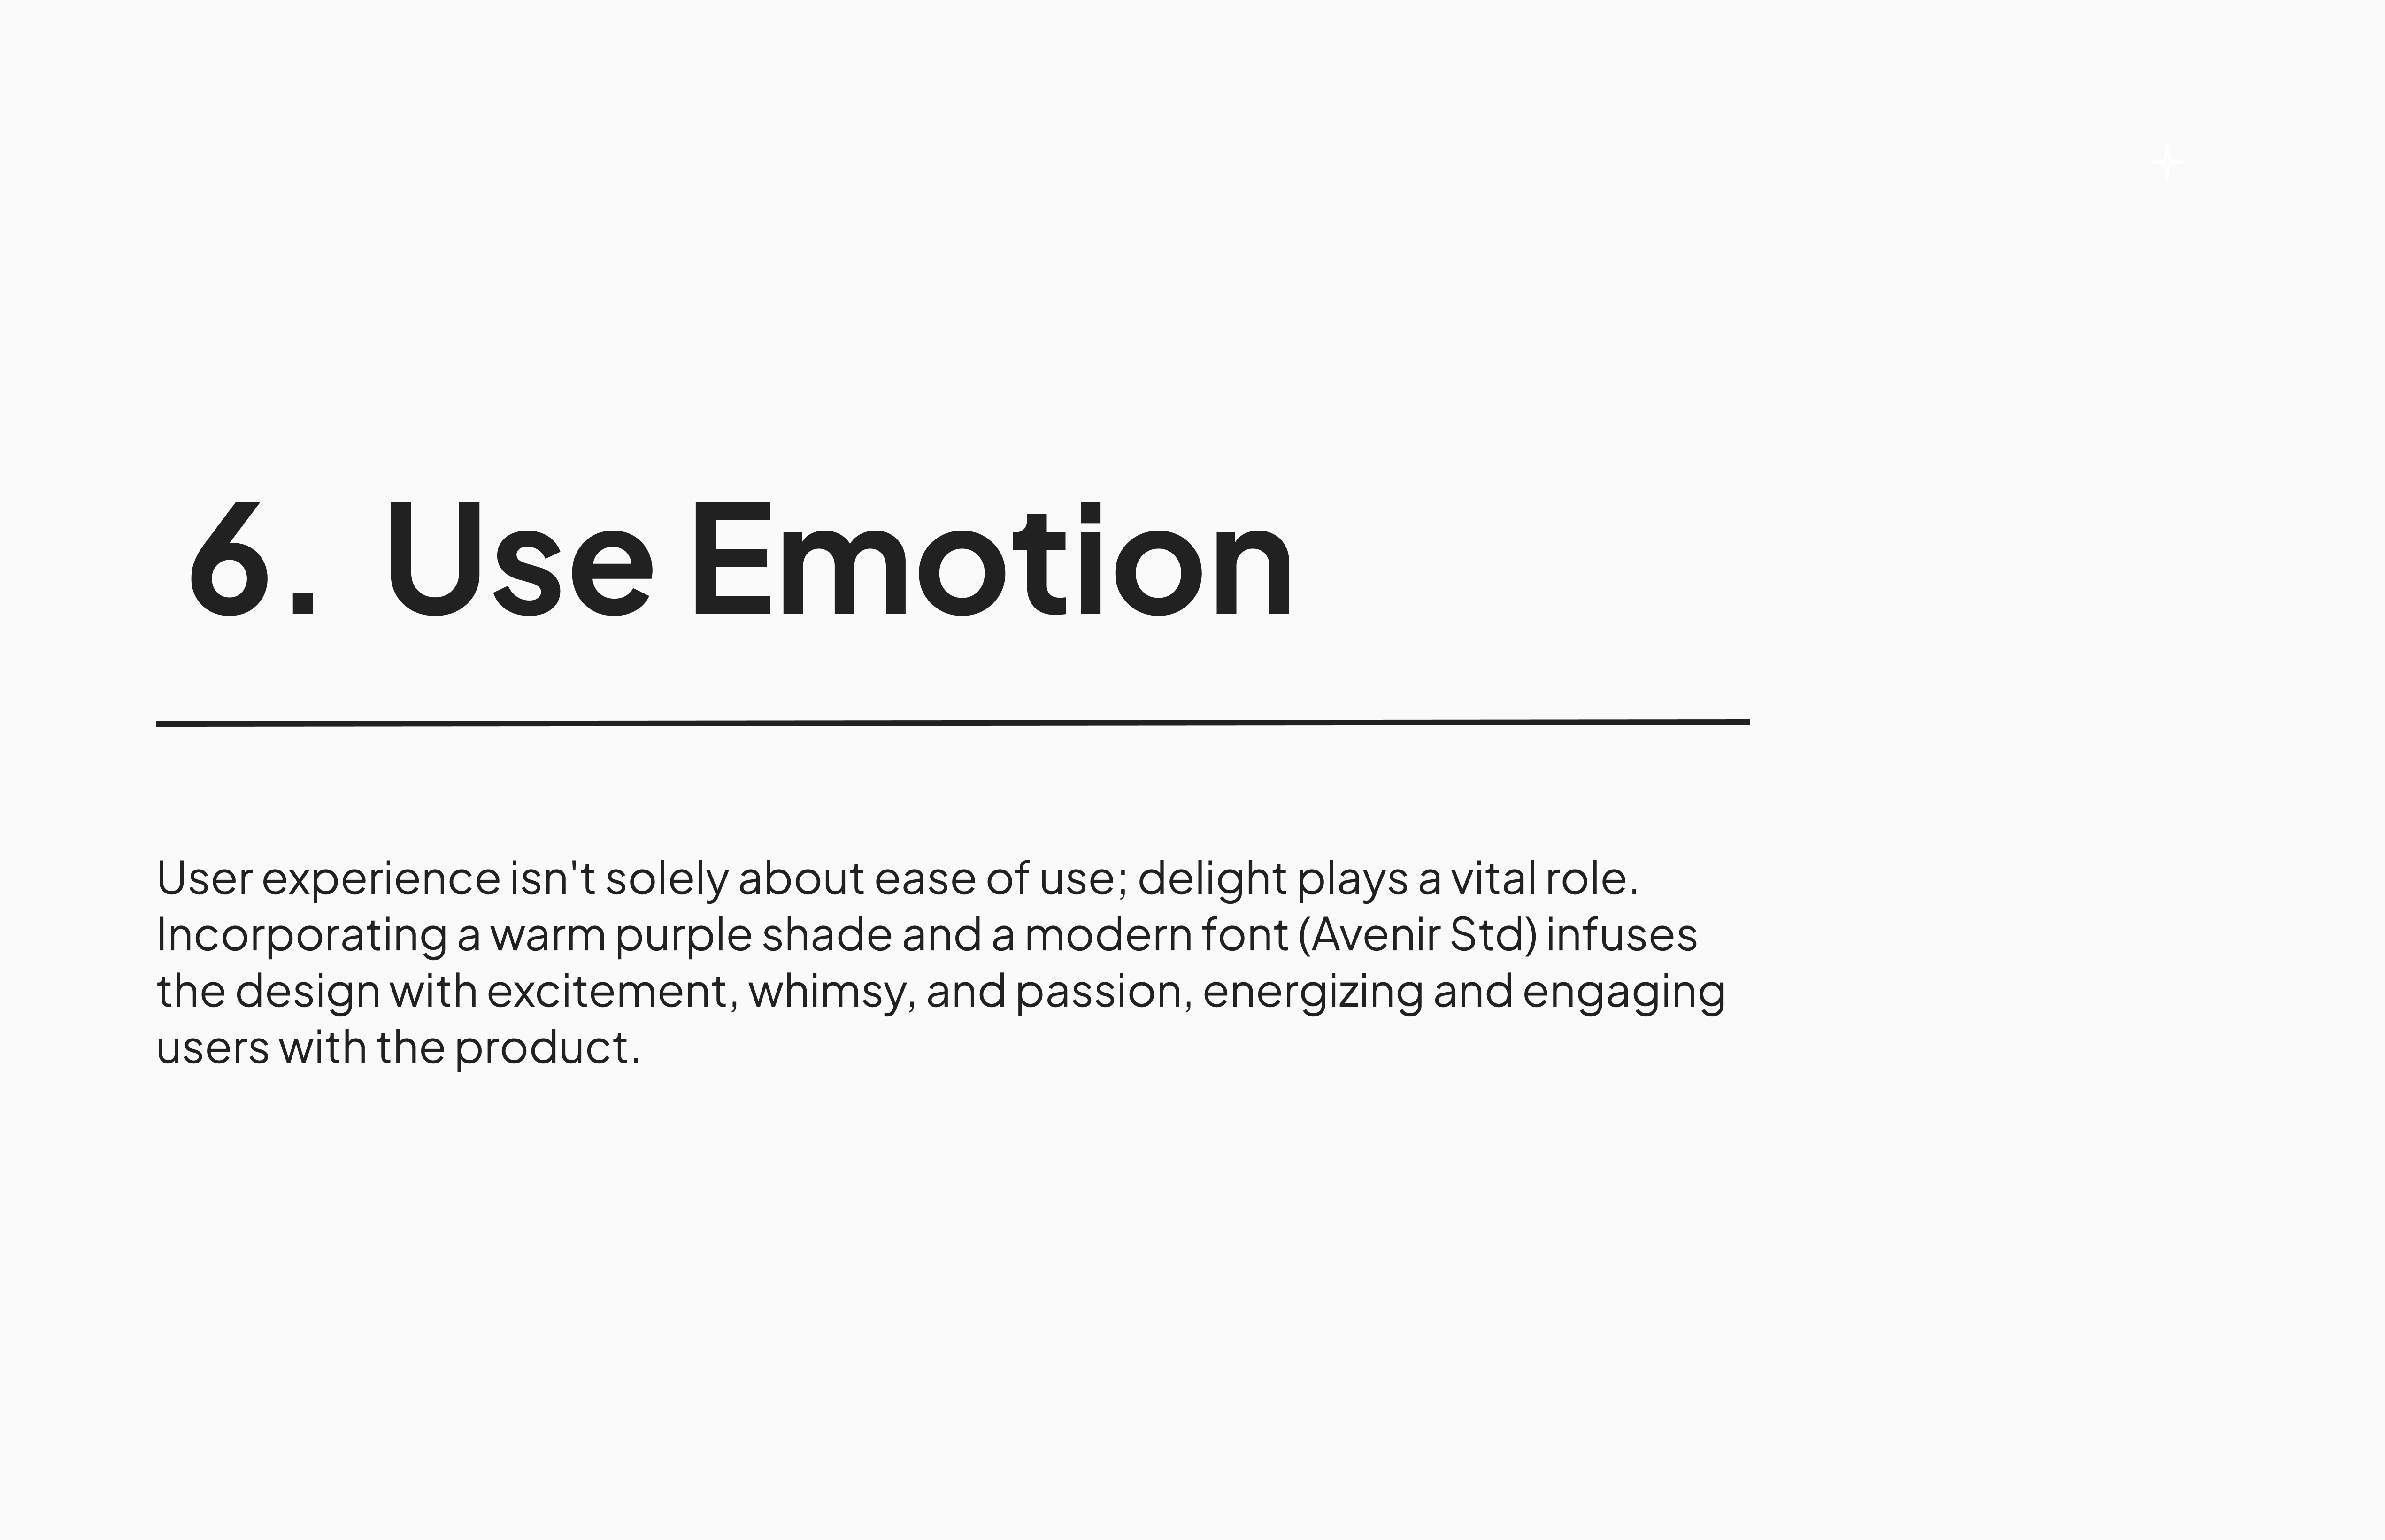 6. Use Emotion
User experience isn't solely about ease of use; delight plays a vital role.
Incorporating a warm purple shade and a modern font (Avenir Std) infuses
the design with excitement, whimsy, and passion, energizing and engaging
users with the product.